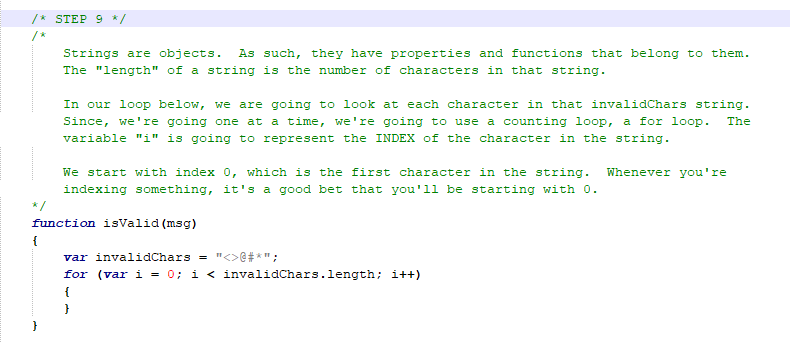 /* STEP 9 */
/*
Strings are objects.  As such, they have properties and functions that belong to them.
The "length" of a string is the number of characters in that string.
In our loop below, we are going to look at each character in that invalidChars string.
Since, we're going one at a time, we're going to use a counting loop, a for loop.  The
variable "i" is going to represent the INDEX of the character in the string.
We start with index 0, which is the first character in the string.  Whenever you're
indexing something, it's a good bet that you'll be starting with 0.
*/
function isValid(msg)
{
var invalidChars = "<>@#*";
for (var i = 0; i < invalidChars.length; i++)
{
}
}